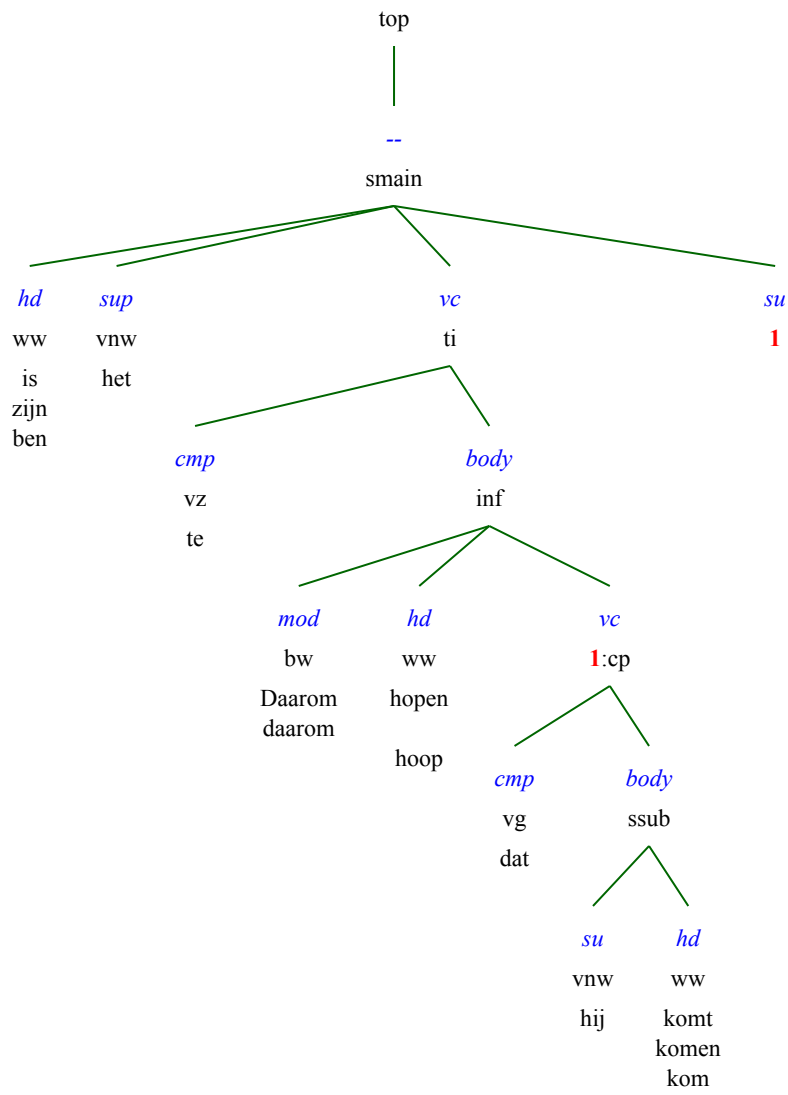 top
--
smain
hd sup vc su
ww vnw ti 1
is het
zijn
ben
cmp body
vz inf
te
mod hd vc
bw ww 1:cp
Daarom hopen
daarom
hoop
cmp body
vg ssub
dat
su hd
vnw ww
hij komt
komen
kom